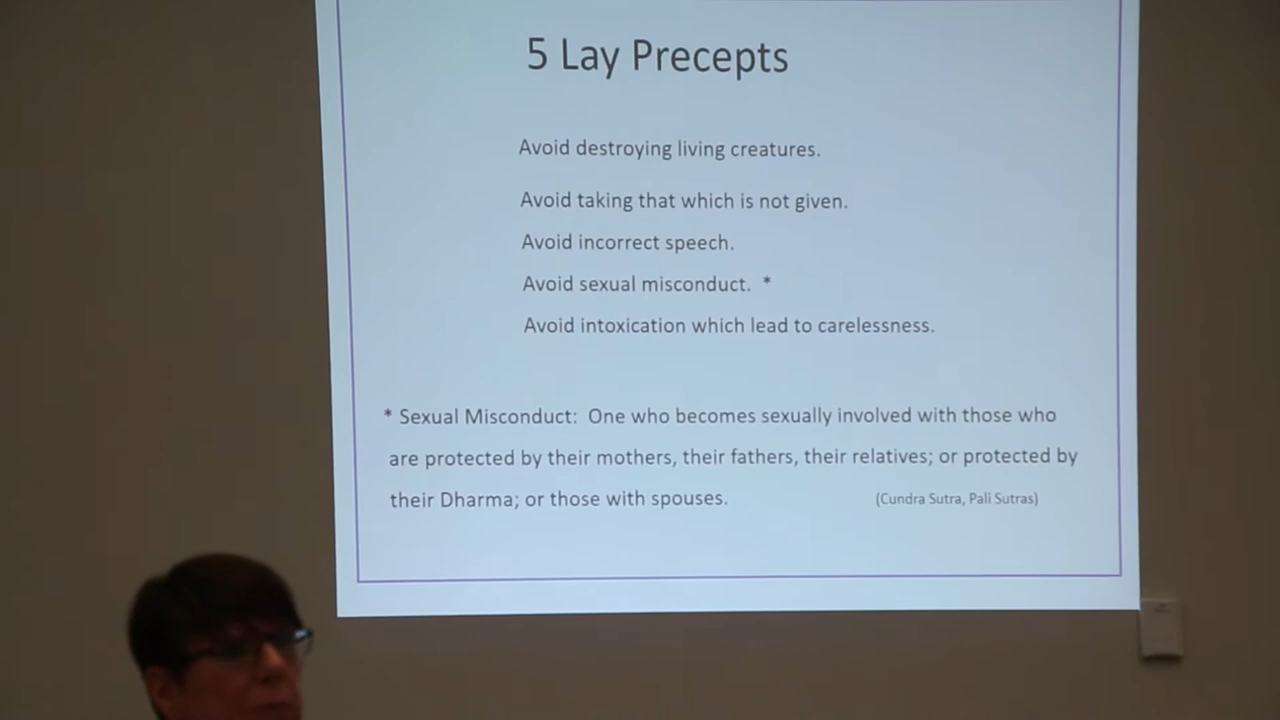 5 Lay Precepts
Avoid destroying living creatures.
Avoid taking that which is not given.
Avoid incorrect speech.
Avoid sexual misconduct. *
Avoid intoxication which lead to carelessness.
* Sexual Misconduct: One who becomes sexually involved with those who
are protected by their mothers, their fathers, their relatives; or protected by
their Dharma; or those with spouses. (Cundra Sutra, Pali Sutras)